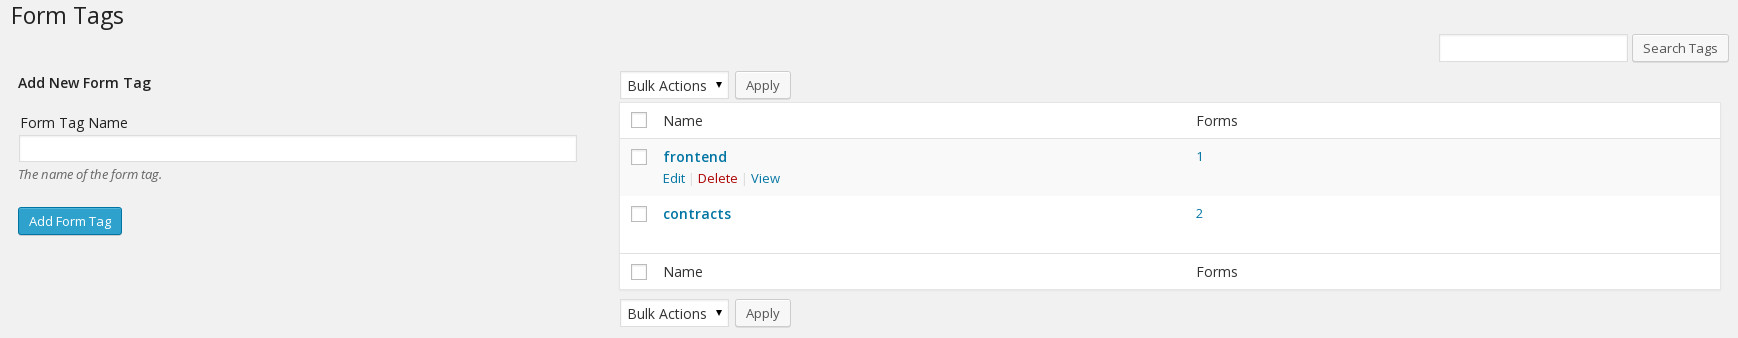 Form Tags
Search Tags
Add New Form Tag
Form Tag Name
The name of the form tag.
Add Form Tag
Bulk Actions Apply
Name Forms
frontend 1
Edit | Delete | View
contracts 2
Name Forms
Bulk Actions Apply